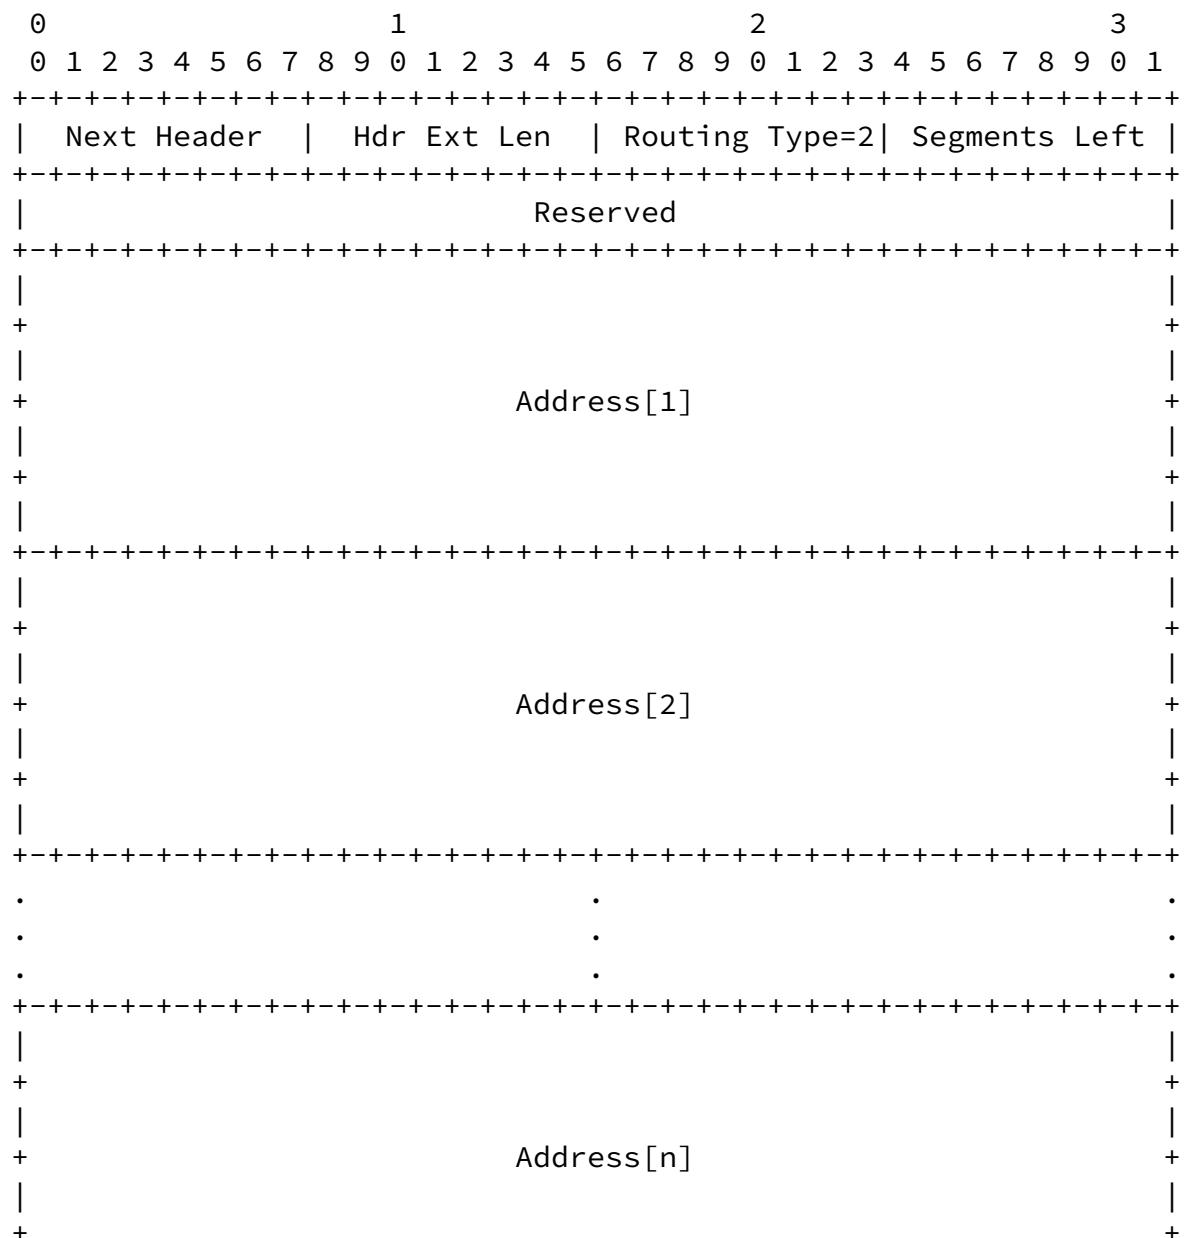 0                   1                   2                   3
 0 1 2 3 4 5 6 7 8 9 0 1 2 3 4 5 6 7 8 9 0 1 2 3 4 5 6 7 8 9 0 1
+-+-+-+-+-+-+-+-+-+-+-+-+-+-+-+-+-+-+-+-+-+-+-+-+-+-+-+-+-+-+-+-+
|  Next Header  |  Hdr Ext Len  | Routing Type=2| Segments Left |
+-+-+-+-+-+-+-+-+-+-+-+-+-+-+-+-+-+-+-+-+-+-+-+-+-+-+-+-+-+-+-+-+
|                            Reserved                           |
+-+-+-+-+-+-+-+-+-+-+-+-+-+-+-+-+-+-+-+-+-+-+-+-+-+-+-+-+-+-+-+-+
|                                                               |
+                                                               +
|                                                               |
+                           Address[1]                          +
|                                                               |
+                                                               +
|                                                               |
+-+-+-+-+-+-+-+-+-+-+-+-+-+-+-+-+-+-+-+-+-+-+-+-+-+-+-+-+-+-+-+-+
|                                                               |
+                                                               +
|                                                               |
+                           Address[2]                          +
|                                                               |
+                                                               +
|                                                               |
+-+-+-+-+-+-+-+-+-+-+-+-+-+-+-+-+-+-+-+-+-+-+-+-+-+-+-+-+-+-+-+-+
.                               .                               .
.                               .                               .
.                               .                               .
+-+-+-+-+-+-+-+-+-+-+-+-+-+-+-+-+-+-+-+-+-+-+-+-+-+-+-+-+-+-+-+-+
|                                                               |
+                                                               +
|                                                               |
+                           Address[n]                          +
|                                                               |
+                                                               +